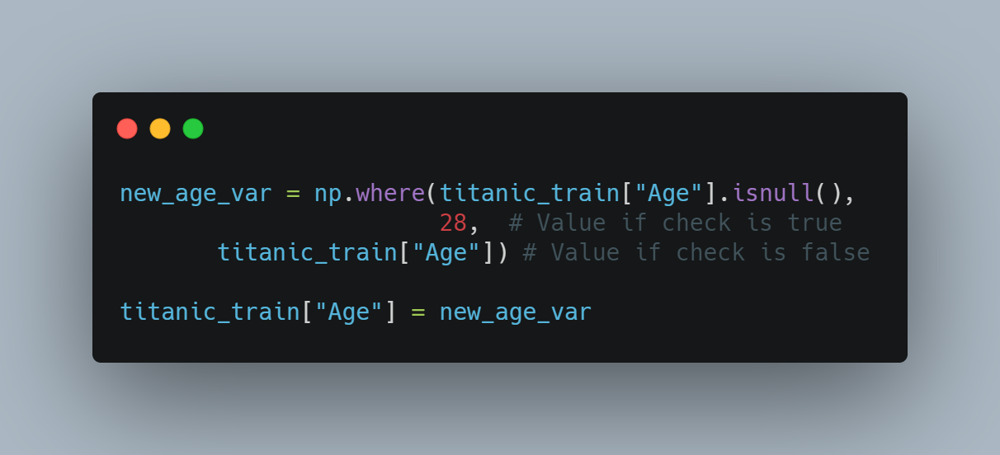 new_age_var = np.where(titanic_train["Age"].isnull(),
                       28,  # Value if check is true
       titanic_train["Age"]) # Value if check is false
titanic_train["Age"] = new_age_var